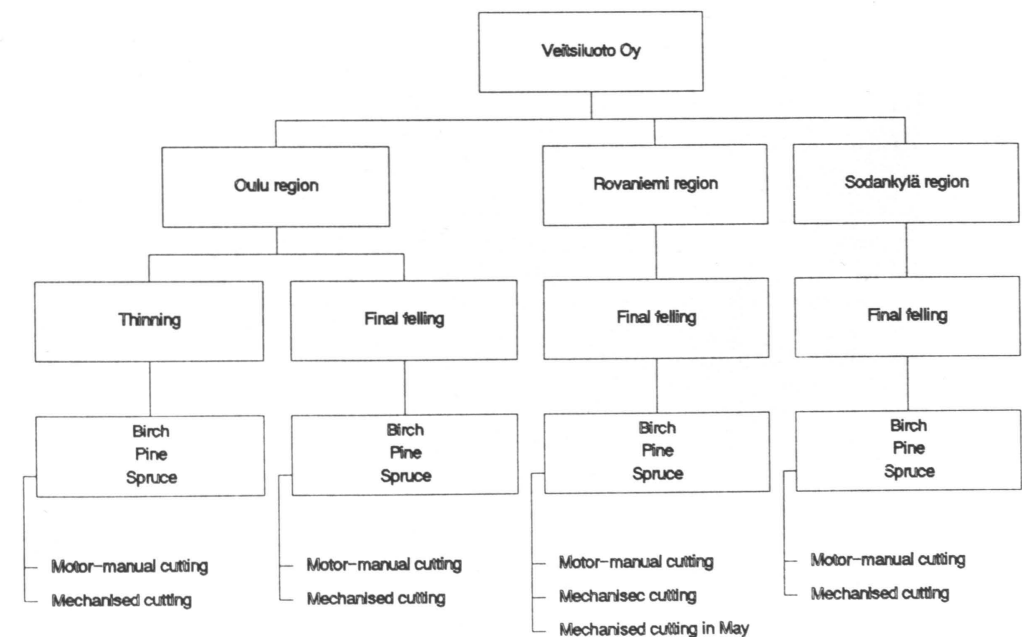 Veitsiluoto Oy
Oulu region
Rovaniemi region
Sodankylä region
Thinning
Final felling
Final felling
Final felling
Birch
Pine
Spruce
Birch
Pine
Spruce
Birch
Pine
Spruce
Birch
Pine
Spruce
Motor-manual cutting
Mechanised cutting
Motor-manual cutting
Mechanised cutting
Motor-manual cutting
Mechanisec cutting
Mechanised cutting in May
Motor-manual cutting
Mechanised cutting